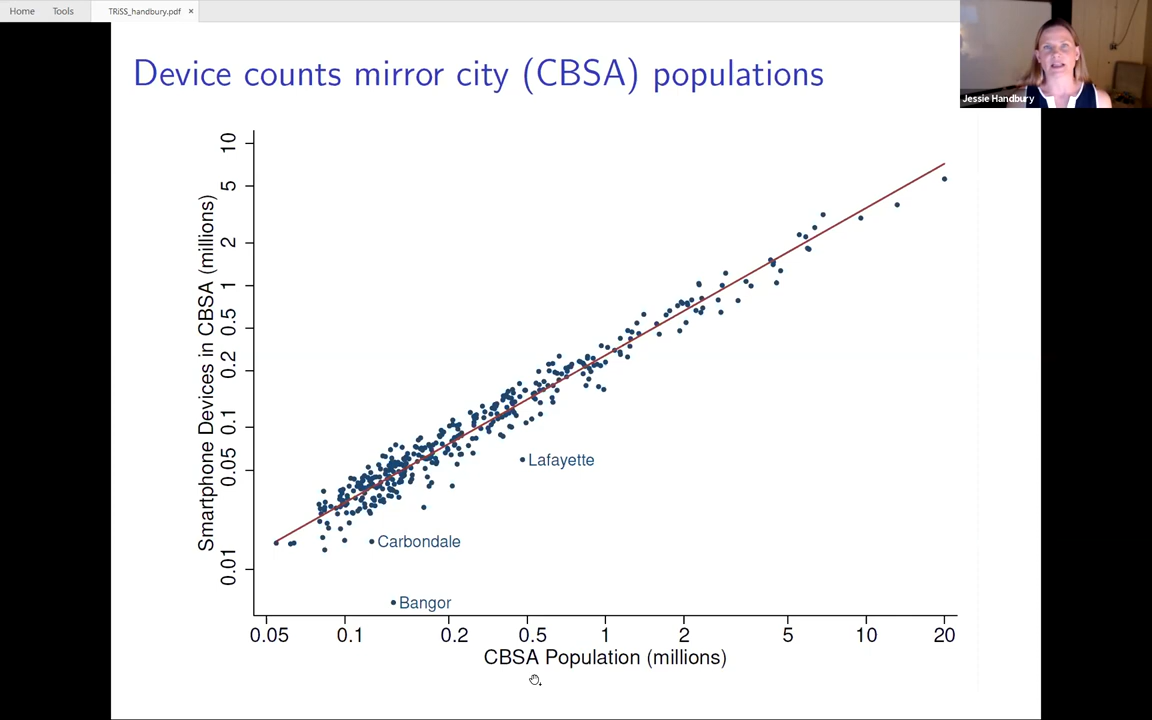 Home Tools TRiSS_handbury.pdf ×
Device counts mirror city (CBSA) populations
Jessie Handbury
Smartphone Devices in CBSA (millions)
10
5
2
1
0.5
0.2
0.1
0.05
0.01
Lafayette
Carbondale
Bangor
0.05 0.1 0.2 0.5 1 2 5 10 20
CBSA Population (millions)